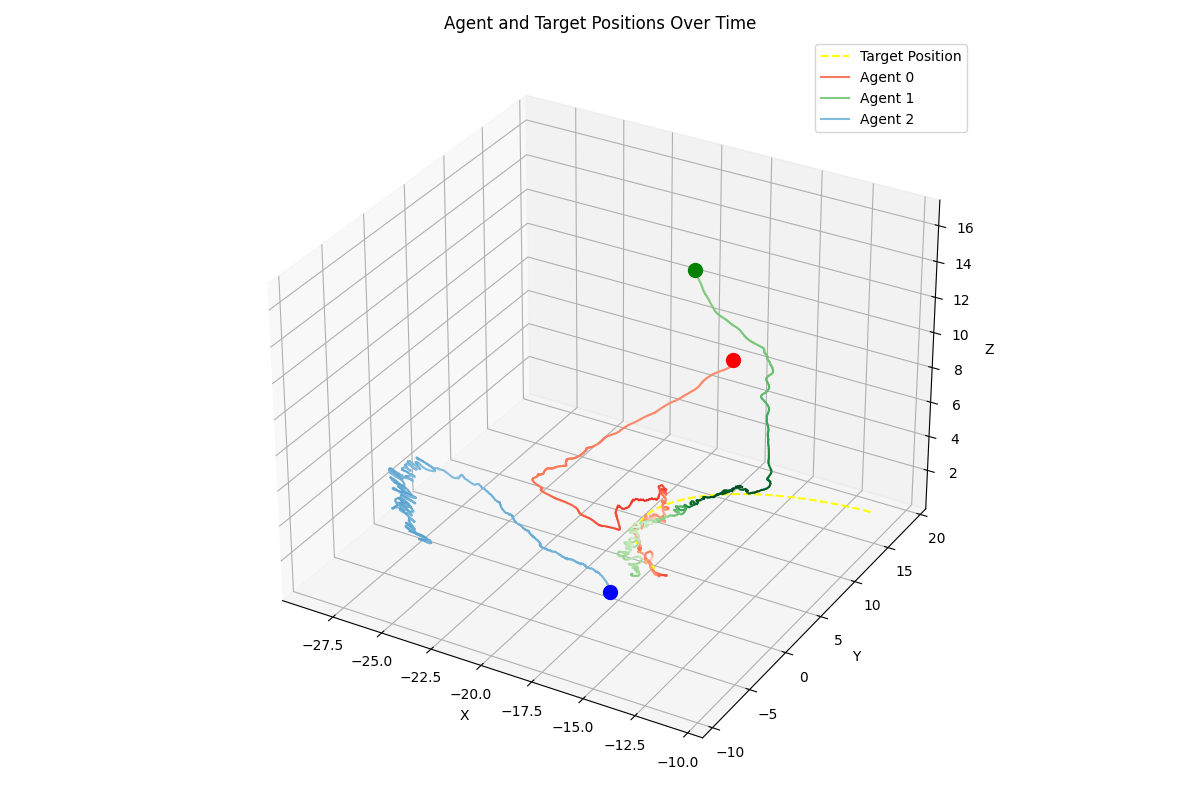 Agent and Target Positions Over Time
Target Position
Agent 0
Agent 1
Agent 2
16
14
12
10
8
6
4
2
Z
20
15
10
5
0
−5
−10
Y
−27.5
−25.0
−22.5
−20.0
−17.5
−15.0
−12.5
−10.0
X